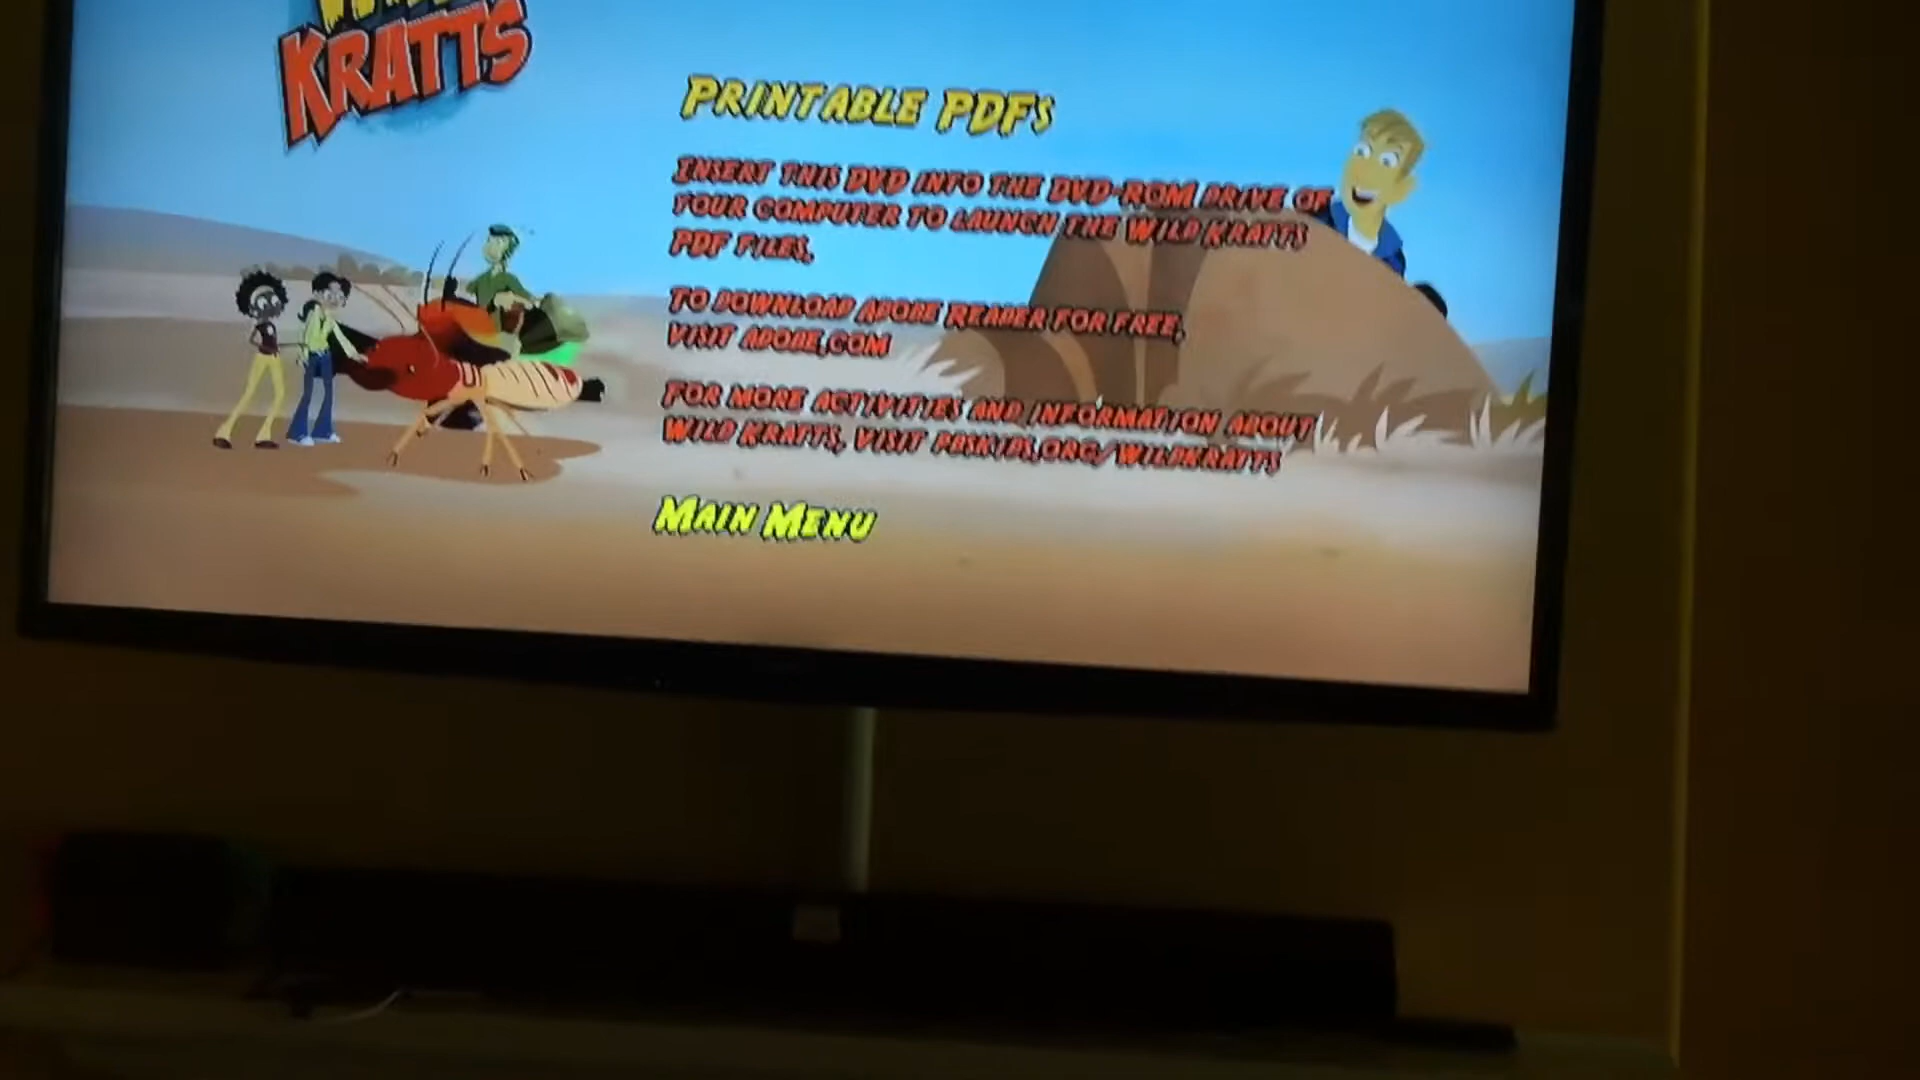 KRATTS
PRINTABLE PDFS
INSERT THIS DVD INTO THE DVD-ROM DRIVE OF
YOUR COMPUTER TO LAUNCH THE WILD KRATTS
PDF FILES.
TO DOWNLOAD ADOBE READER FOR FREE,
VISIT ADOBE.COM
FOR MORE ACTIVITIES AND INFORMATION ABOUT
WILD KRATTS, VISIT PBSKIDS.ORG/WILDKRATTS
MAIN MENU